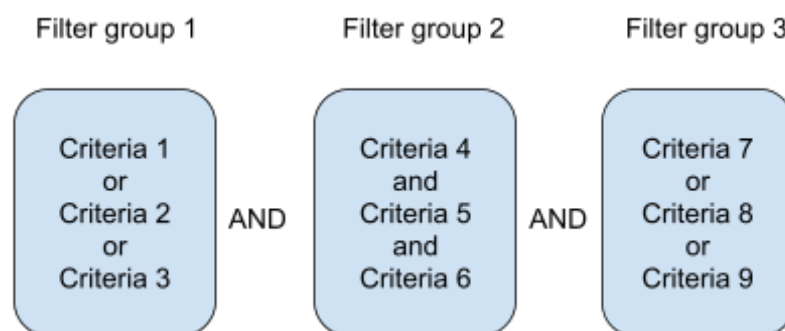 Filter group 1
Filter group 2
Filter group 3
Criteria 1
or
Criteria 2
or
Criteria 3
AND
Criteria 4
and
Criteria 5
and
Criteria 6
AND
Criteria 7
or
Criteria 8
or
Criteria 9